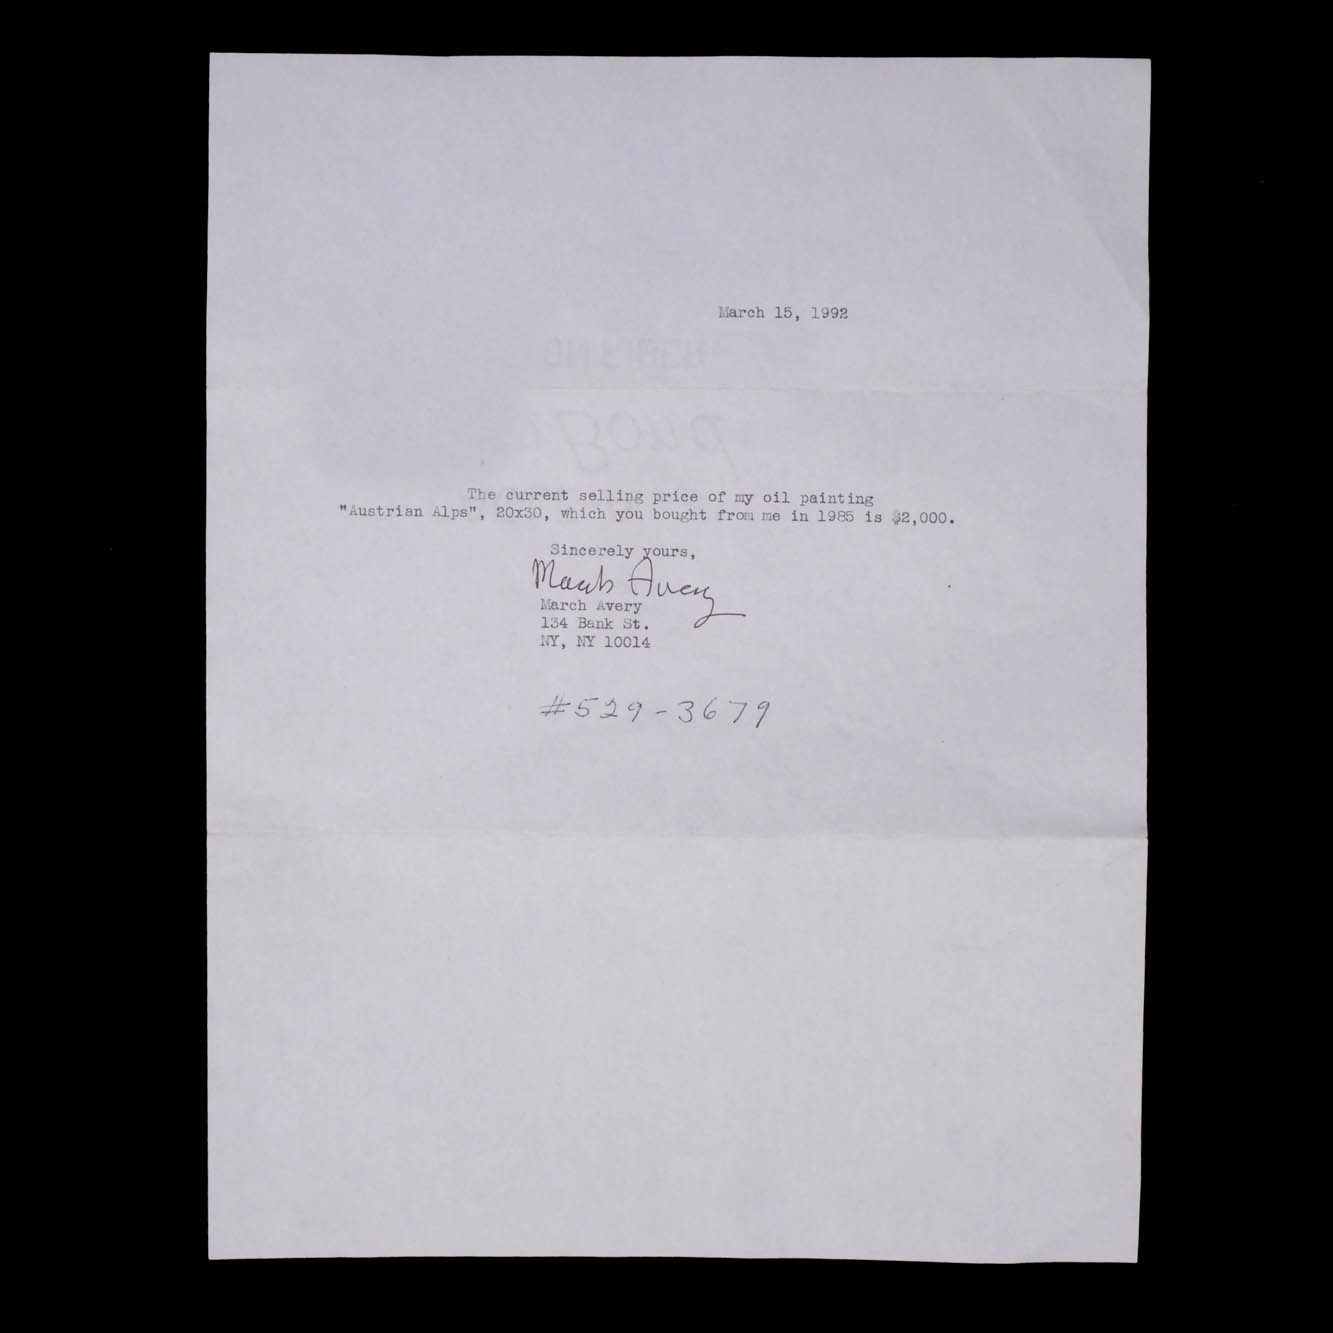 March 15, 1992
The current selling price of my oil painting
"Austrian Alps", 20x30, which you bought from me in 1985 is $2,000.
Sincerely yours,
March Avery
March Avery
134 Bank St.
NY, NY 10014
#529-3679